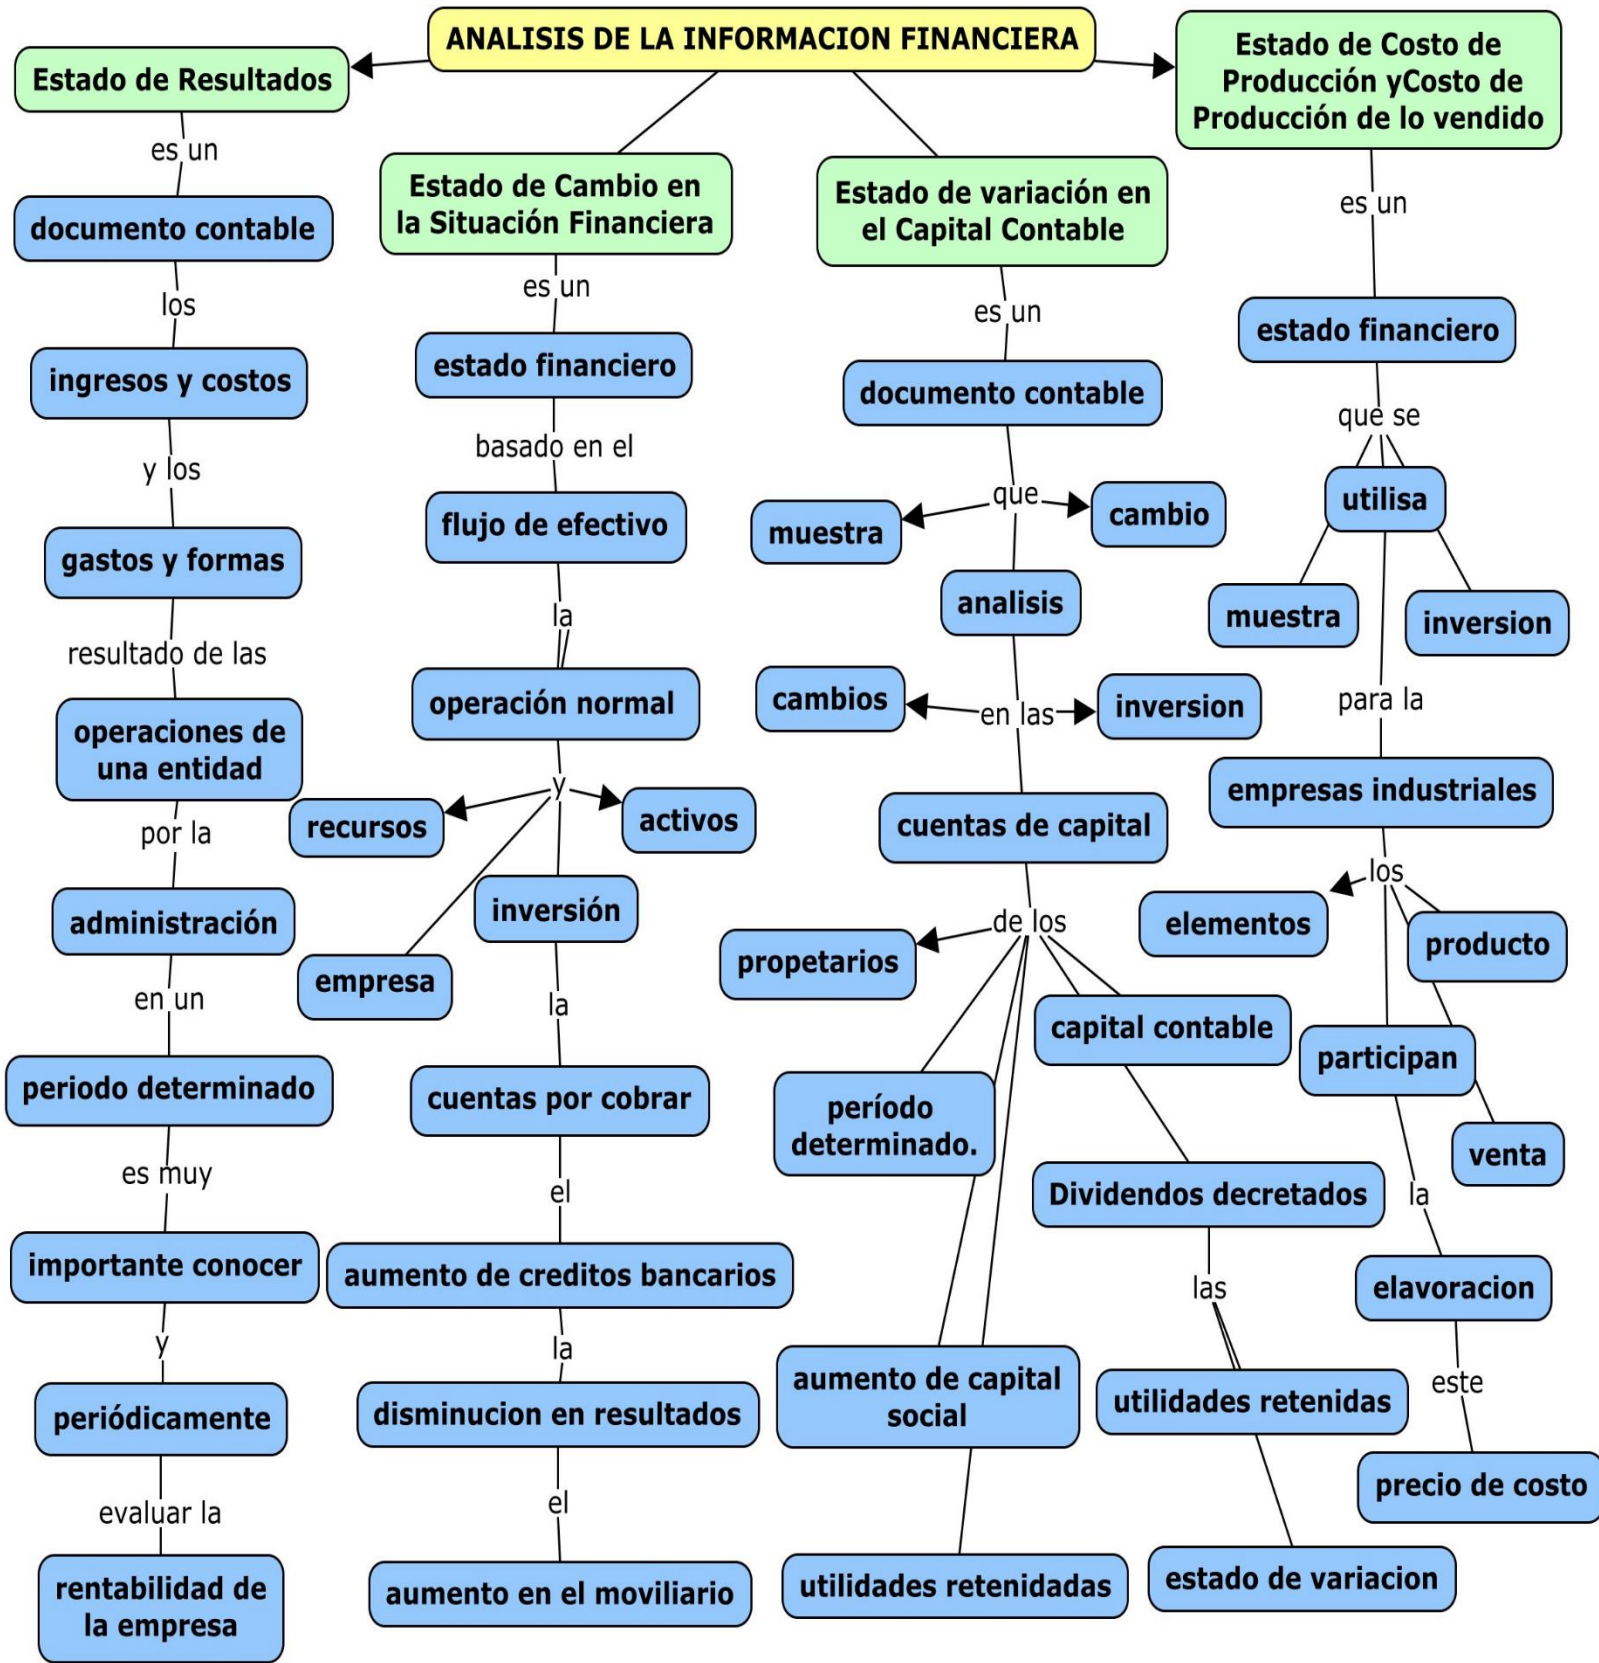 ANALISIS DE LA INFORMACION FINANCIERA
Estado de Resultados
es un
documento contable
los
ingresos y costos
y los
gastos y formas
resultado de las
operaciones de
una entidad
por la
administración
en un
periodo determinado
es muy
importante conocer
y
periódicamente
evaluar la
rentabilidad de
la empresa
Estado de Cambio en
la Situación Financiera
es un
estado financiero
basado en el
flujo de efectivo
la
operación normal
y
recursos
activos
empresa
inversión
la
cuentas por cobrar
el
aumento de creditos bancarios
la
disminucion en resultados
el
aumento en el moviliario
Estado de variación en
el Capital Contable
es un
documento contable
que
muestra
cambio
analisis
en las
cambios
inversion
cuentas de capital
de los
propetarios
capital contable
período
determinado.
Dividendos decretados
las
aumento de capital
social
utilidades retenidas
utilidades retenidadas
estado de variacion
Estado de Costo de
Producción yCosto de
Producción de lo vendido
es un
estado financiero
que se
utilisa
muestra
inversion
para la
empresas industriales
los
elementos
producto
participan
venta
la
elavoracion
este
precio de costo